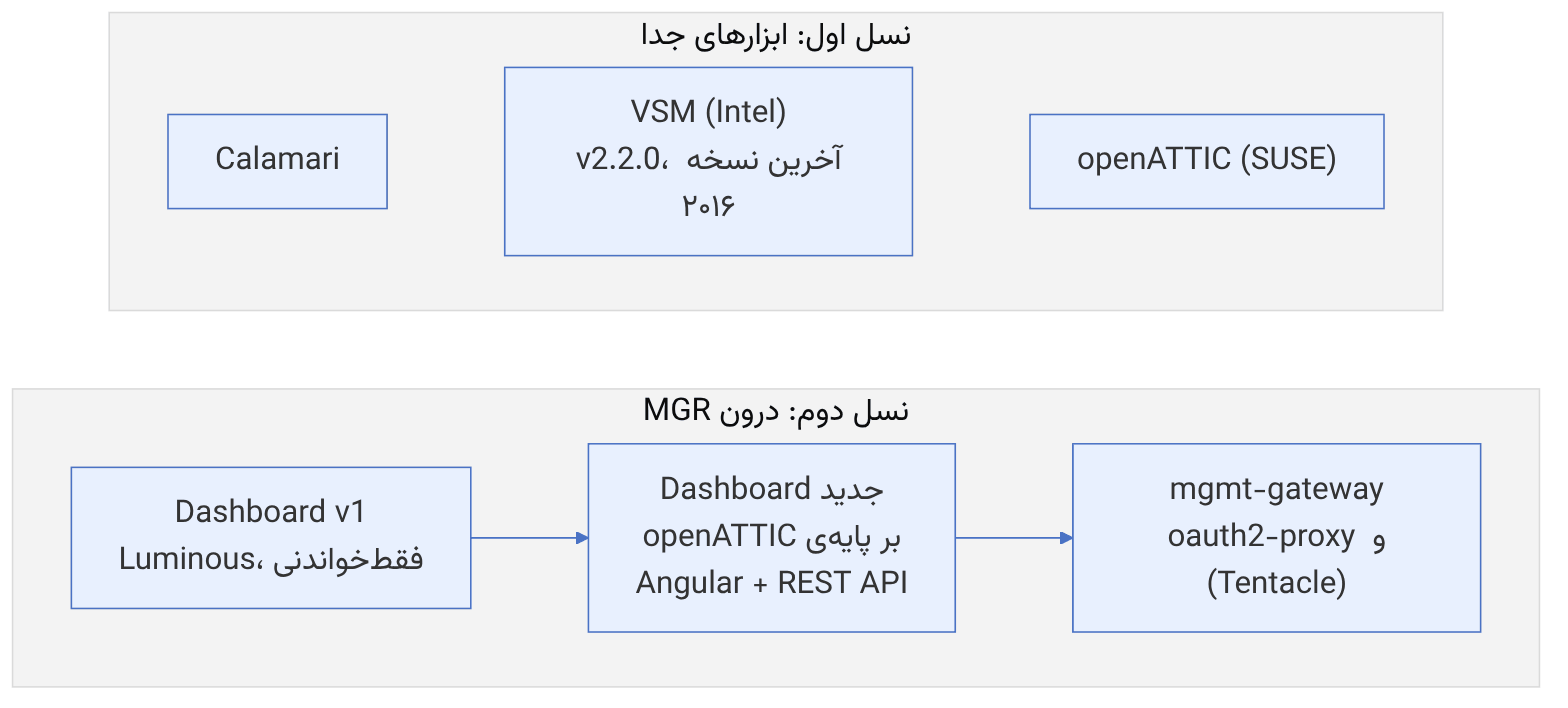 نسل اول: ابزارهای جدا
Calamari
VSM (Intel)
آخرین نسخه v2.2.0،
۲۰۱۶
openATTIC (SUSE)
نسل دوم: درون MGR
Dashboard v1
Luminous، فقط‌خواندنی
Dashboard جدید
بر پایه‌ی openATTIC
Angular + REST API
mgmt-gateway
و oauth2-proxy
(Tentacle)